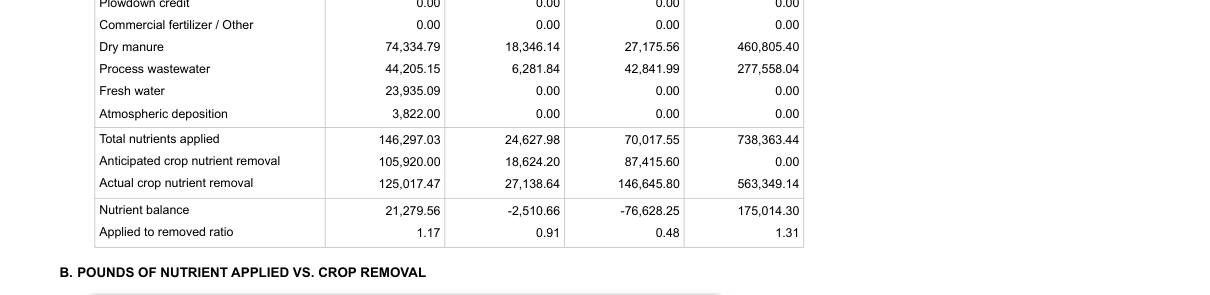 Plowdown credit 0.00 0.00 0.00 0.00
Commercial fertilizer / Other 0.00 0.00 0.00 0.00
Dry manure 74,334.79 18,346.14 27,175.56 460,805.40
Process wastewater 44,205.15 6,281.84 42,841.99 277,558.04
Fresh water 23,935.09 0.00 0.00 0.00
Atmospheric deposition 3,822.00 0.00 0.00 0.00
Total nutrients applied 146,297.03 24,627.98 70,017.55 738,363.44
Anticipated crop nutrient removal 105,920.00 18,624.20 87,415.60 0.00
Actual crop nutrient removal 125,017.47 27,138.64 146,645.80 563,349.14
Nutrient balance 21,279.56 -2,510.66 -76,628.25 175,014.30
Applied to removed ratio 1.17 0.91 0.48 1.31
B. POUNDS OF NUTRIENT APPLIED VS. CROP REMOVAL